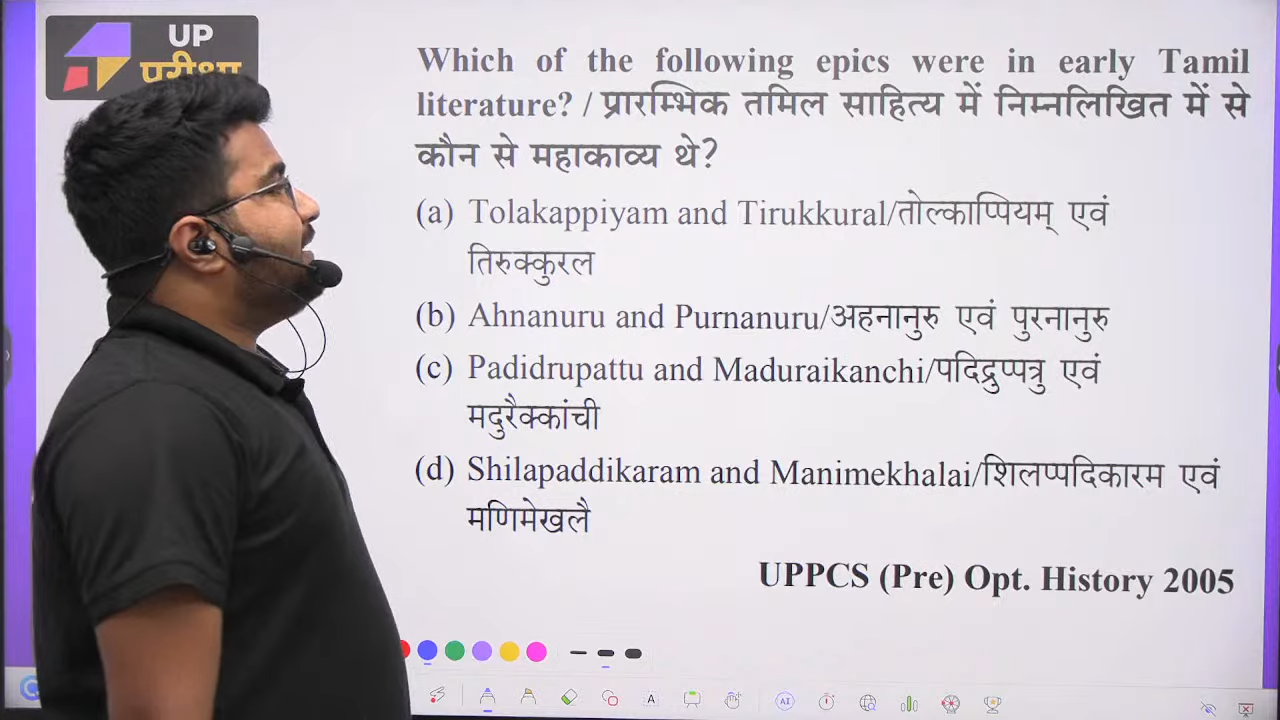 UP
परीक्षा
Which of the following epics were in early Tamil
literature? / प्रारम्भिक तमिल साहित्य में निम्नलिखित में से
कौन से महाकाव्य थे?
(a) Tolakappiyam and Tirukkural/तोल्काप्पियम् एवं
तिरुक्कुरल
(b) Ahnanuru and Purnanuru/अहनानुरु एवं पुरनानुरु
(c) Padidrupattu and Maduraikanchi/पदिद्रुप्पत्रु एवं
मदुरैक्कांची
(d) Shilapaddikaram and Manimekhalai/शिलप्पदिकारम एवं
मणिमेखलै
UPPCS (Pre) Opt. History 2005
A
AI